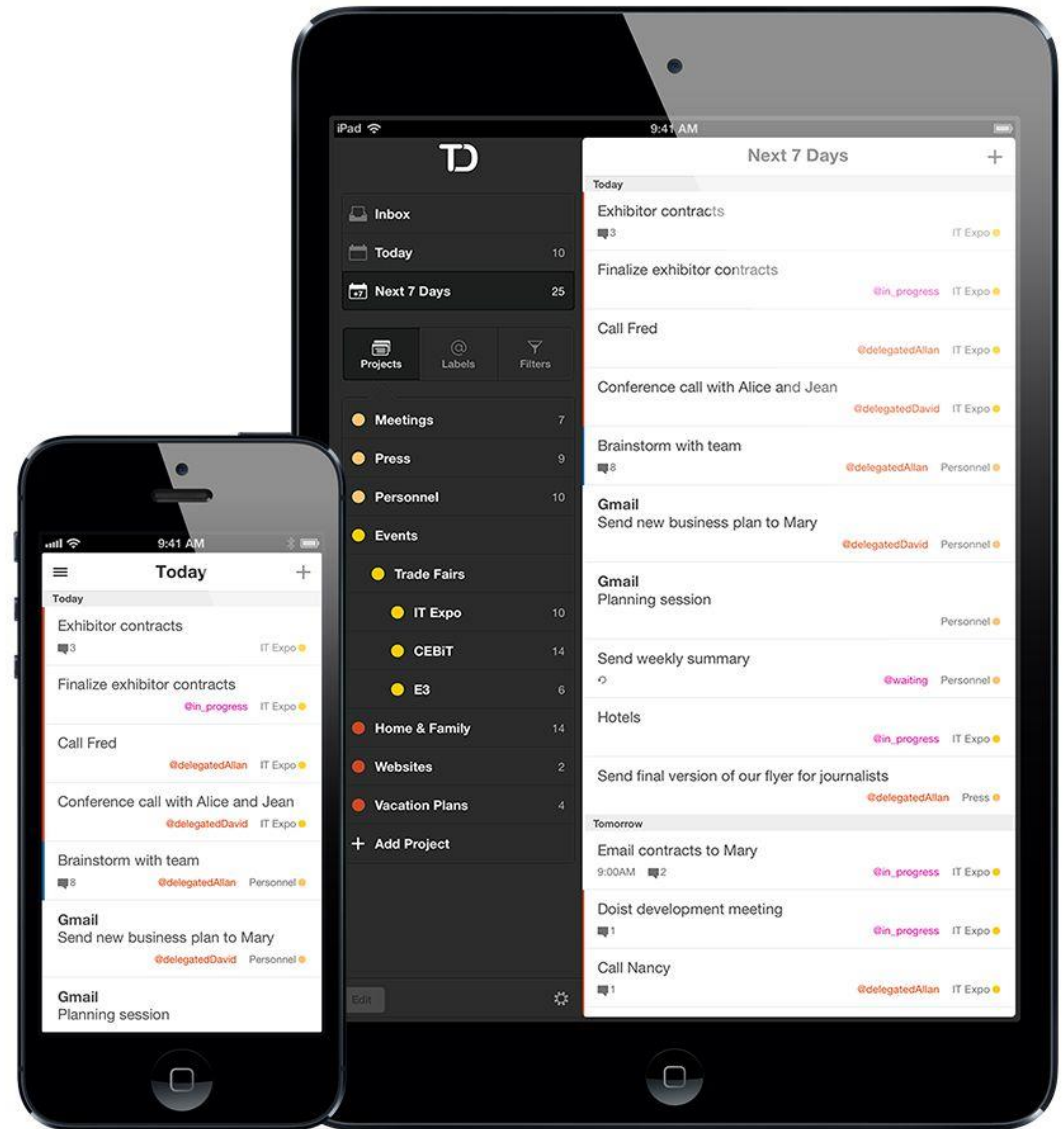 iPad
9:41 AM
TD
Inbox
Today 10
+7 Next 7 Days 25
Projects @ Labels Filters
Meetings 7
Press 9
Personnel 10
Events
Trade Fairs
IT Expo 10
CEBiT 14
E3 6
Home & Family 14
Websites 2
Vacation Plans 4
+ Add Project
Edit
Next 7 Days +
Today
Exhibitor contracts
3 IT Expo
Finalize exhibitor contracts
@in_progress IT Expo
Call Fred
@delegatedAllan IT Expo
Conference call with Alice and Jean
@delegatedDavid IT Expo
Brainstorm with team
8 @delegatedAllan Personnel
Gmail
Send new business plan to Mary
@delegatedDavid Personnel
Gmail
Planning session
Personnel
Send weekly summary
@waiting Personnel
Hotels
@in_progress IT Expo
Send final version of our flyer for journalists
@delegatedAllan Press
Tomorrow
Email contracts to Mary
9:00AM 2 @in_progress IT Expo
Doist development meeting
1 @in_progress IT Expo
Call Nancy
1 @delegatedAllan IT Expo
9:41 AM
Today +
Today
Exhibitor contracts
3 IT Expo
Finalize exhibitor contracts
@in_progress IT Expo
Call Fred
@delegatedAllan IT Expo
Conference call with Alice and Jean
@delegatedDavid IT Expo
Brainstorm with team
8 @delegatedAllan Personnel
Gmail
Send new business plan to Mary
@delegatedDavid Personnel
Gmail
Planning session